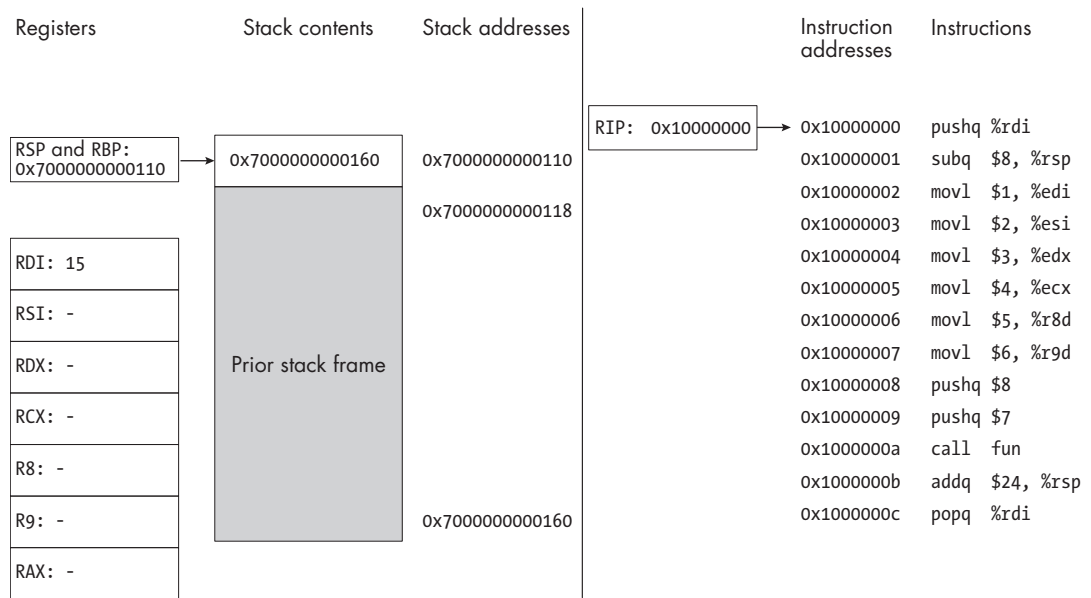 Registers
Stack contents
Stack addresses
Instruction addresses
Instructions
RSP and RBP:
0x7000000000110
0x7000000000160
0x7000000000110
0x7000000000118
RDI: 15
RSI: -
RDX: -
RCX: -
R8: -
R9: -
RAX: -
Prior stack frame
0x7000000000160
RIP: 0x10000000
0x10000000 pushq %rdi
0x10000001 subq $8, %rsp
0x10000002 movl $1, %edi
0x10000003 movl $2, %esi
0x10000004 movl $3, %edx
0x10000005 movl $4, %ecx
0x10000006 movl $5, %r8d
0x10000007 movl $6, %r9d
0x10000008 pushq $8
0x10000009 pushq $7
0x1000000a call fun
0x1000000b addq $24, %rsp
0x1000000c popq %rdi